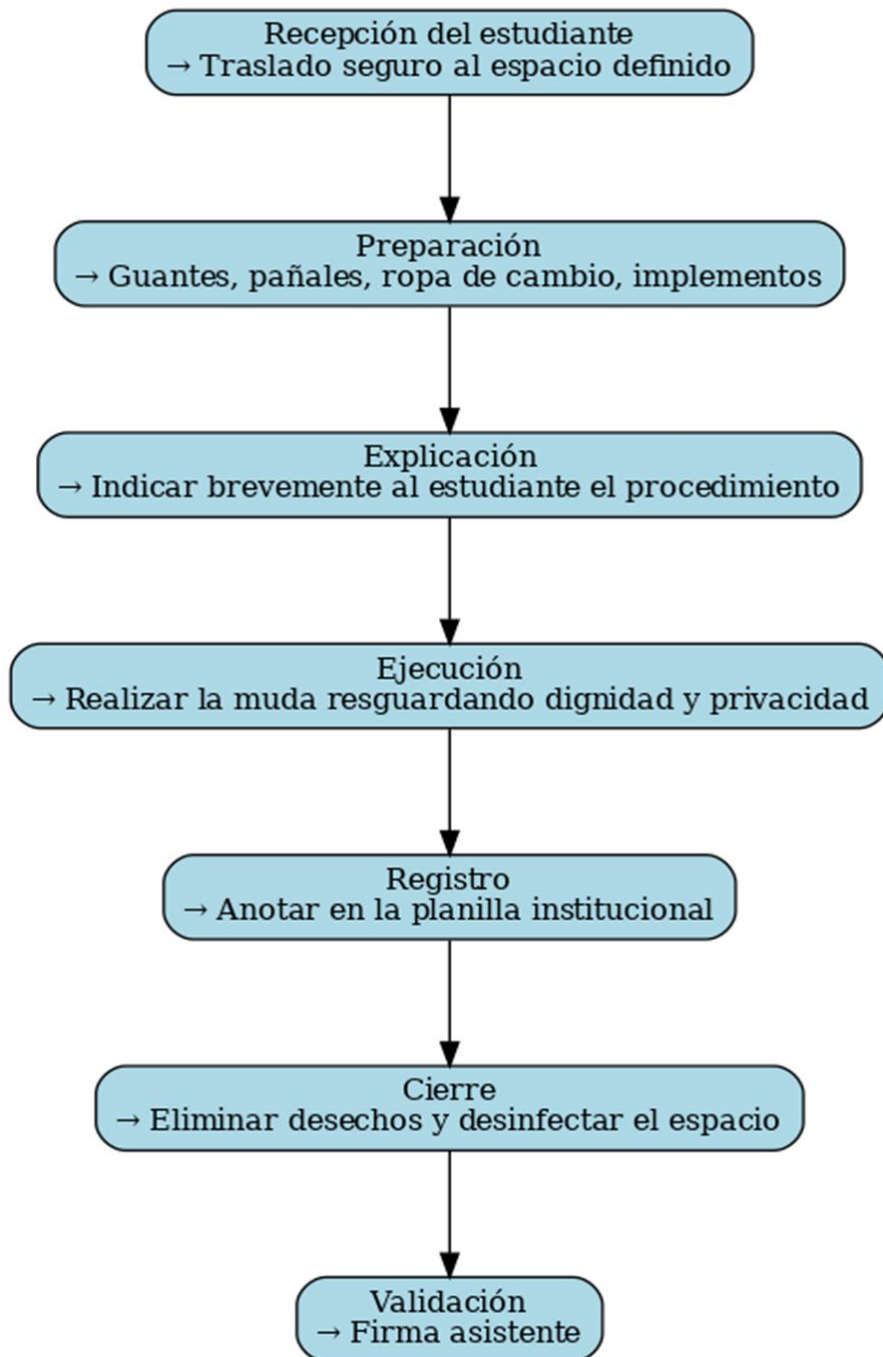 Recepción del estudiante
→ Traslado seguro al espacio definido
Preparación
→ Guantes, pañales, ropa de cambio, implementos
Explicación
→ Indicar brevemente al estudiante el procedimiento
Ejecución
→ Realizar la muda resguardando dignidad y privacidad
Registro
→ Anotar en la planilla institucional
Cierre
→ Eliminar desechos y desinfectar el espacio
Validación
→ Firma asistente